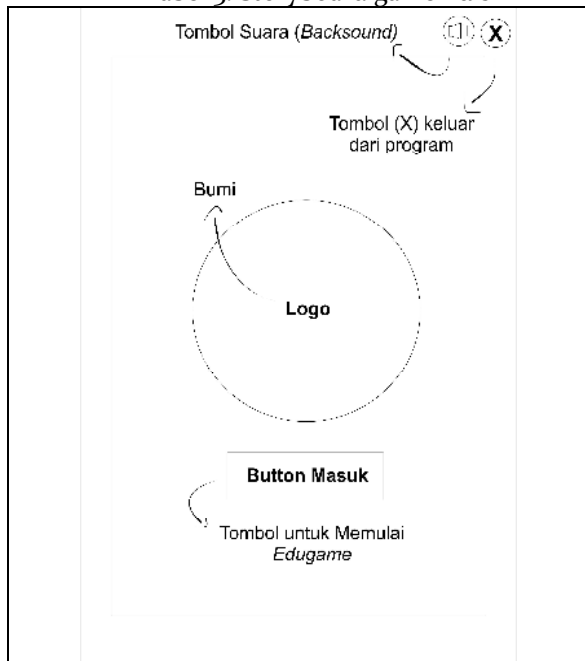 Tombol Suara (Backsound)
X
Tombol (X) keluar
dari program
Bumi
Logo
Button Masuk
Tombol untuk Memulai
Edugame